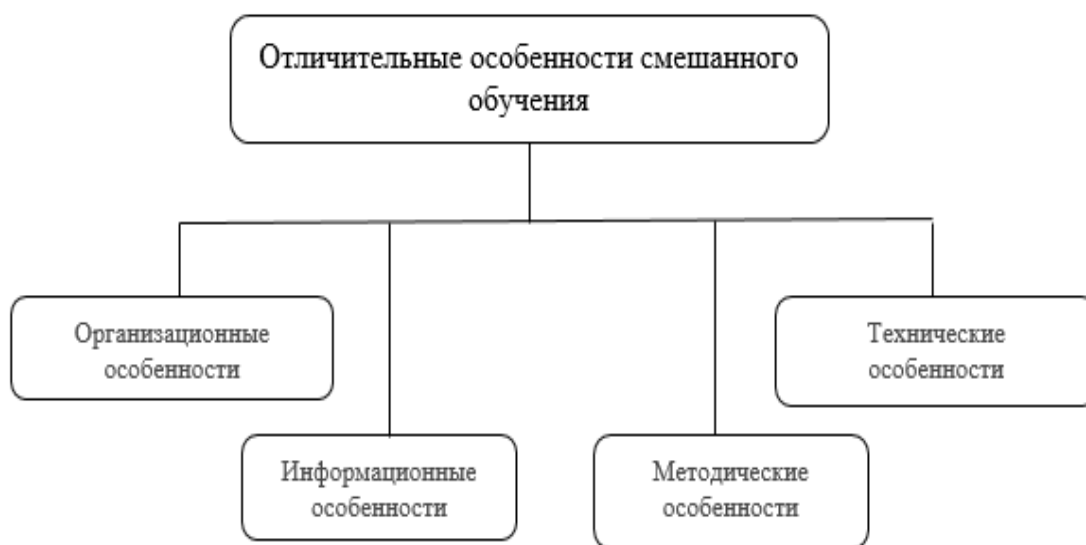 Отличительные особенности смешанного
обучения
Организационные
особенности
Технические
особенности
Информационные
особенности
Методические
особенности